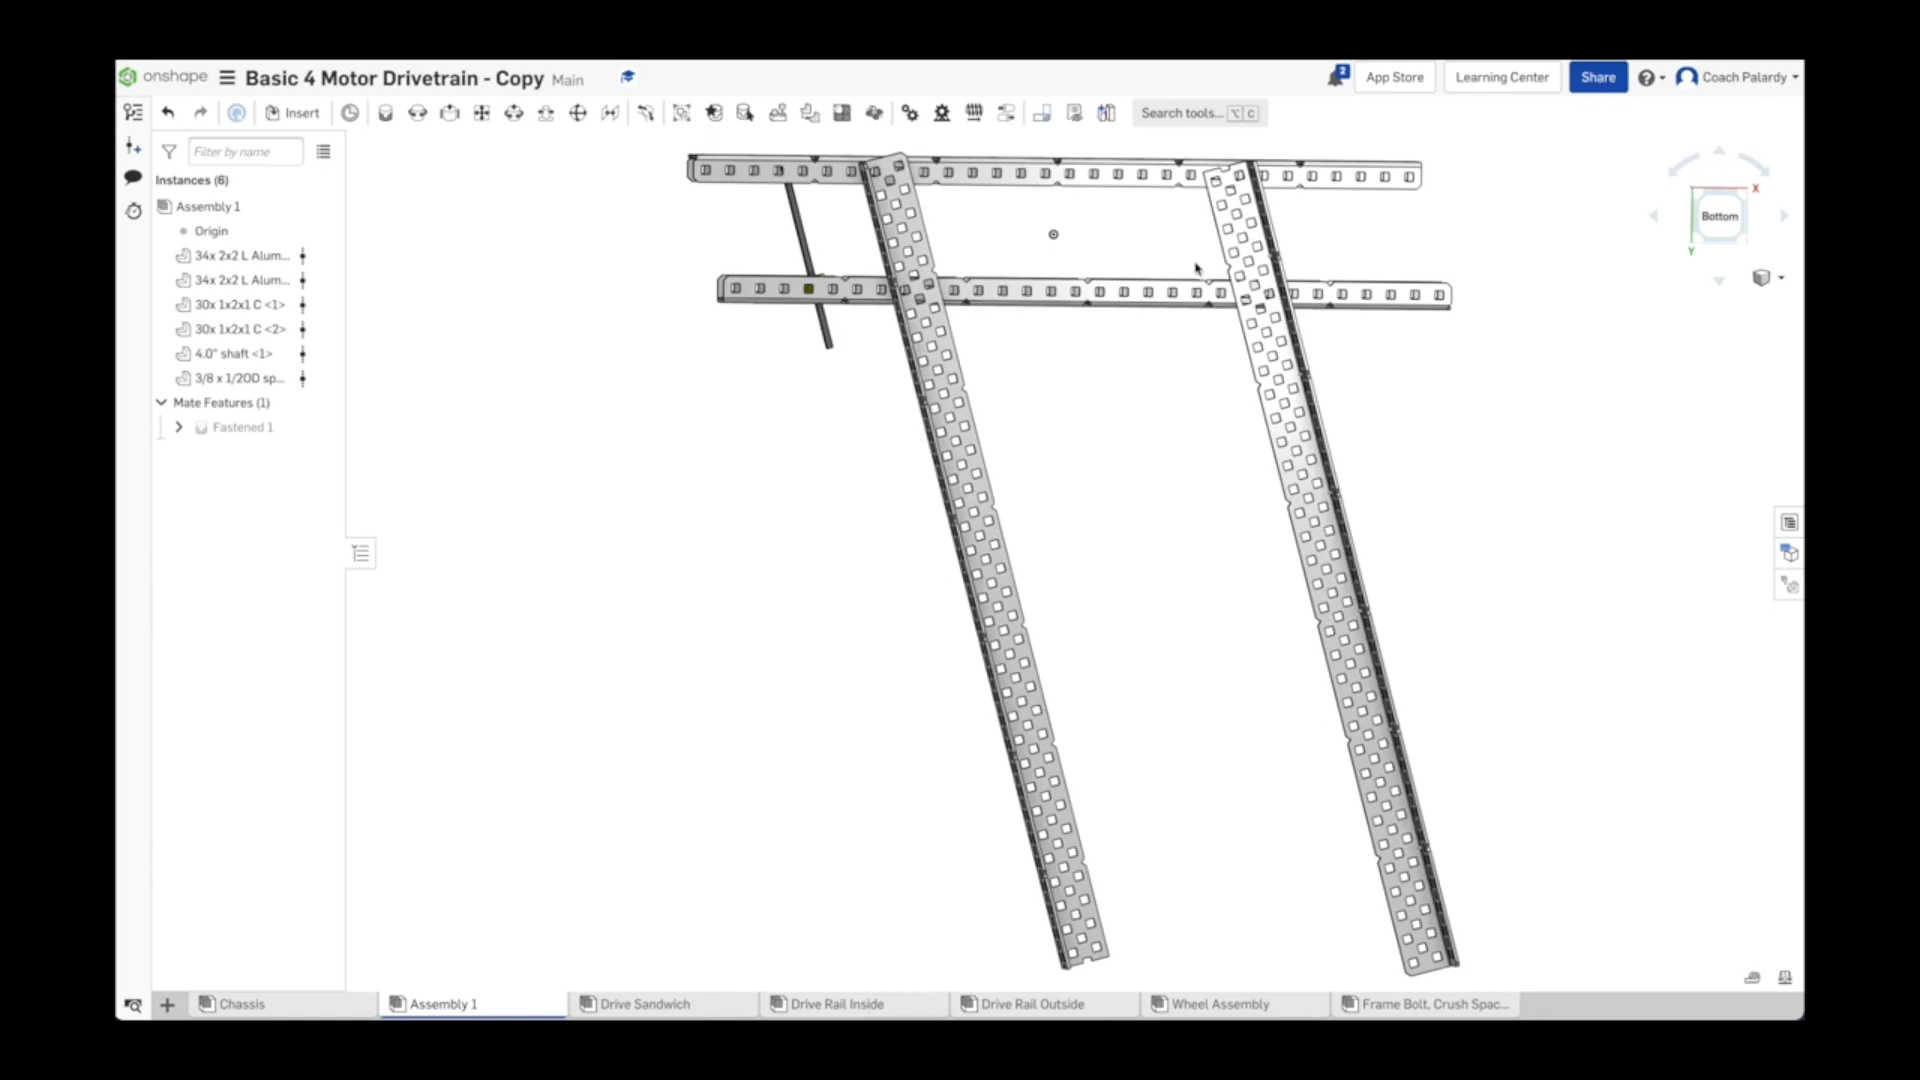 onshape Basic 4 Motor Drivetrain - Copy Main 2 App Store Learning Center Share Coach Palardy
Insert Search tools... ⌥ C
Filter by name
Instances (6)
Assembly 1
Origin
34x 2x2 L Alum...
34x 2x2 L Alum...
30x 1x2x1 C <1>
30x 1x2x1 C <2>
4.0" shaft <1>
3/8 x 1/2OD sp...
Mate Features (1)
Fastened 1
X
Bottom
Y
Chassis Assembly 1 Drive Sandwich Drive Rail Inside Drive Rail Outside Wheel Assembly Frame Bolt, Crush Spac...